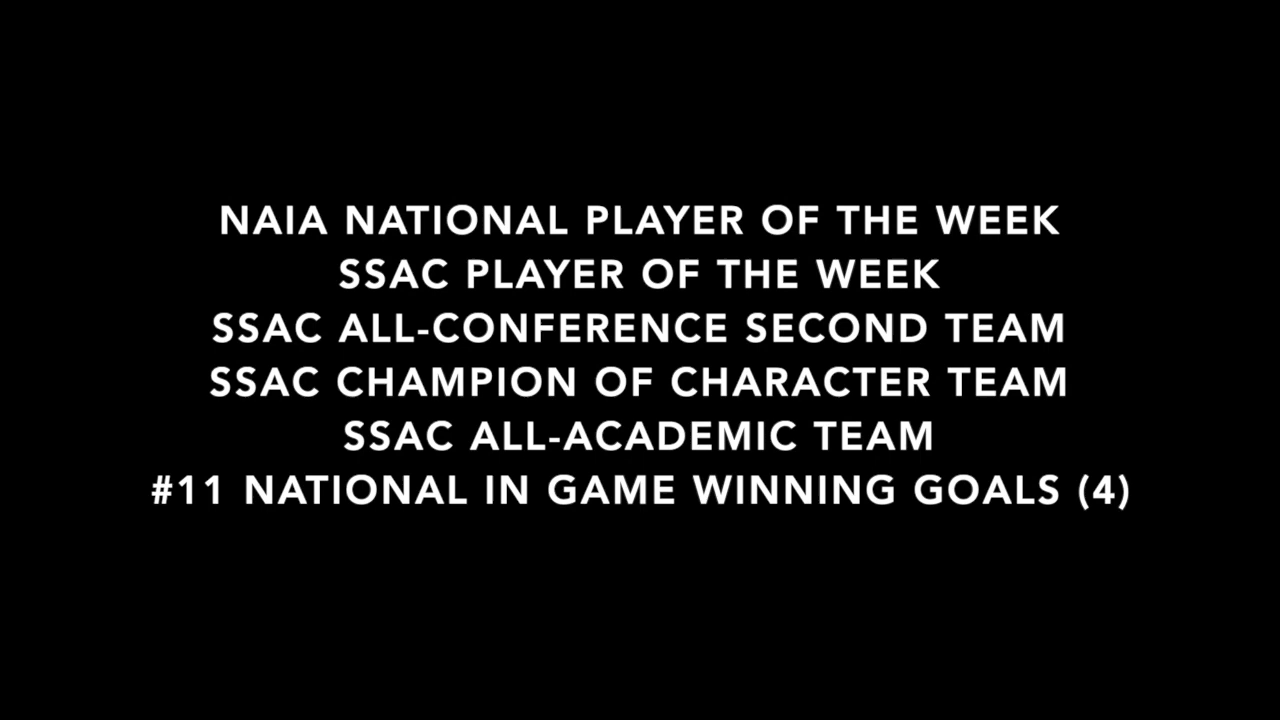 NAIA NATIONAL PLAYER OF THE WEEK
SSAC PLAYER OF THE WEEK
SSAC ALL-CONFERENCE SECOND TEAM
SSAC CHAMPION OF CHARACTER TEAM
SSAC ALL-ACADEMIC TEAM
#11 NATIONAL IN GAME WINNING GOALS (4)